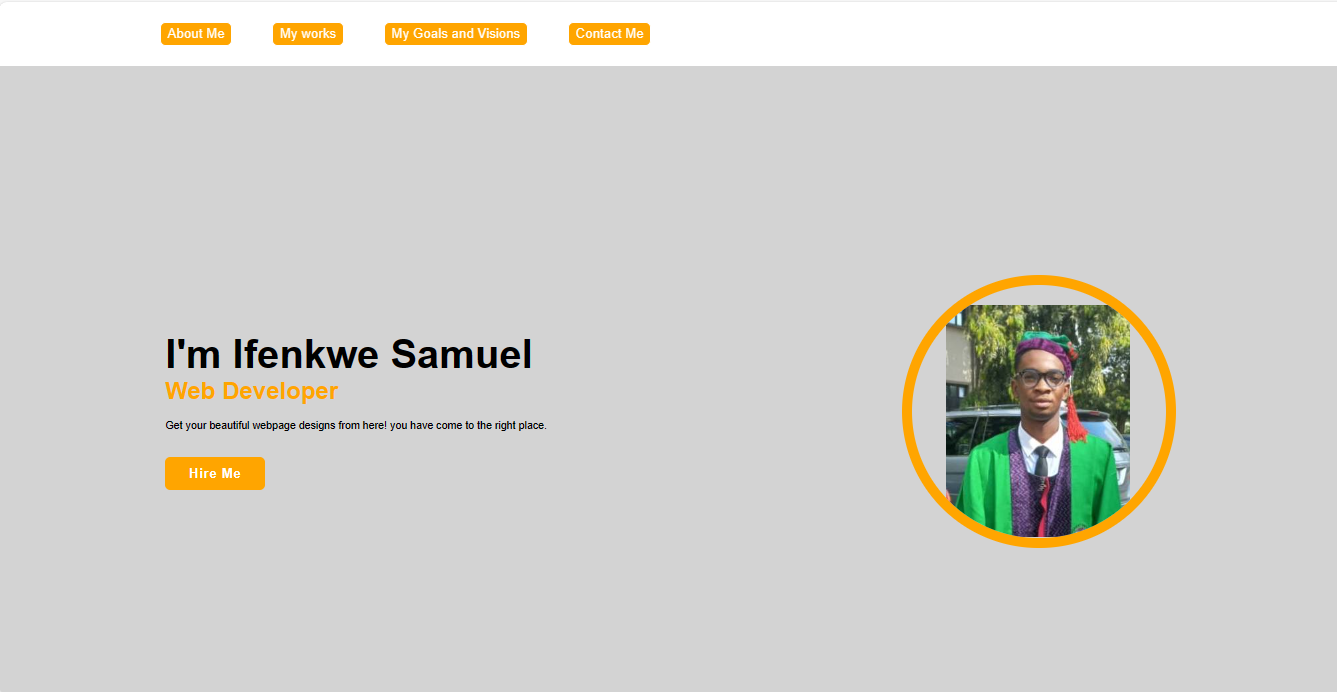 About Me My works My Goals and Visions Contact Me
I'm Ifenkwe Samuel
Web Developer
Get your beautiful webpage designs from here! you have come to the right place.
Hire Me